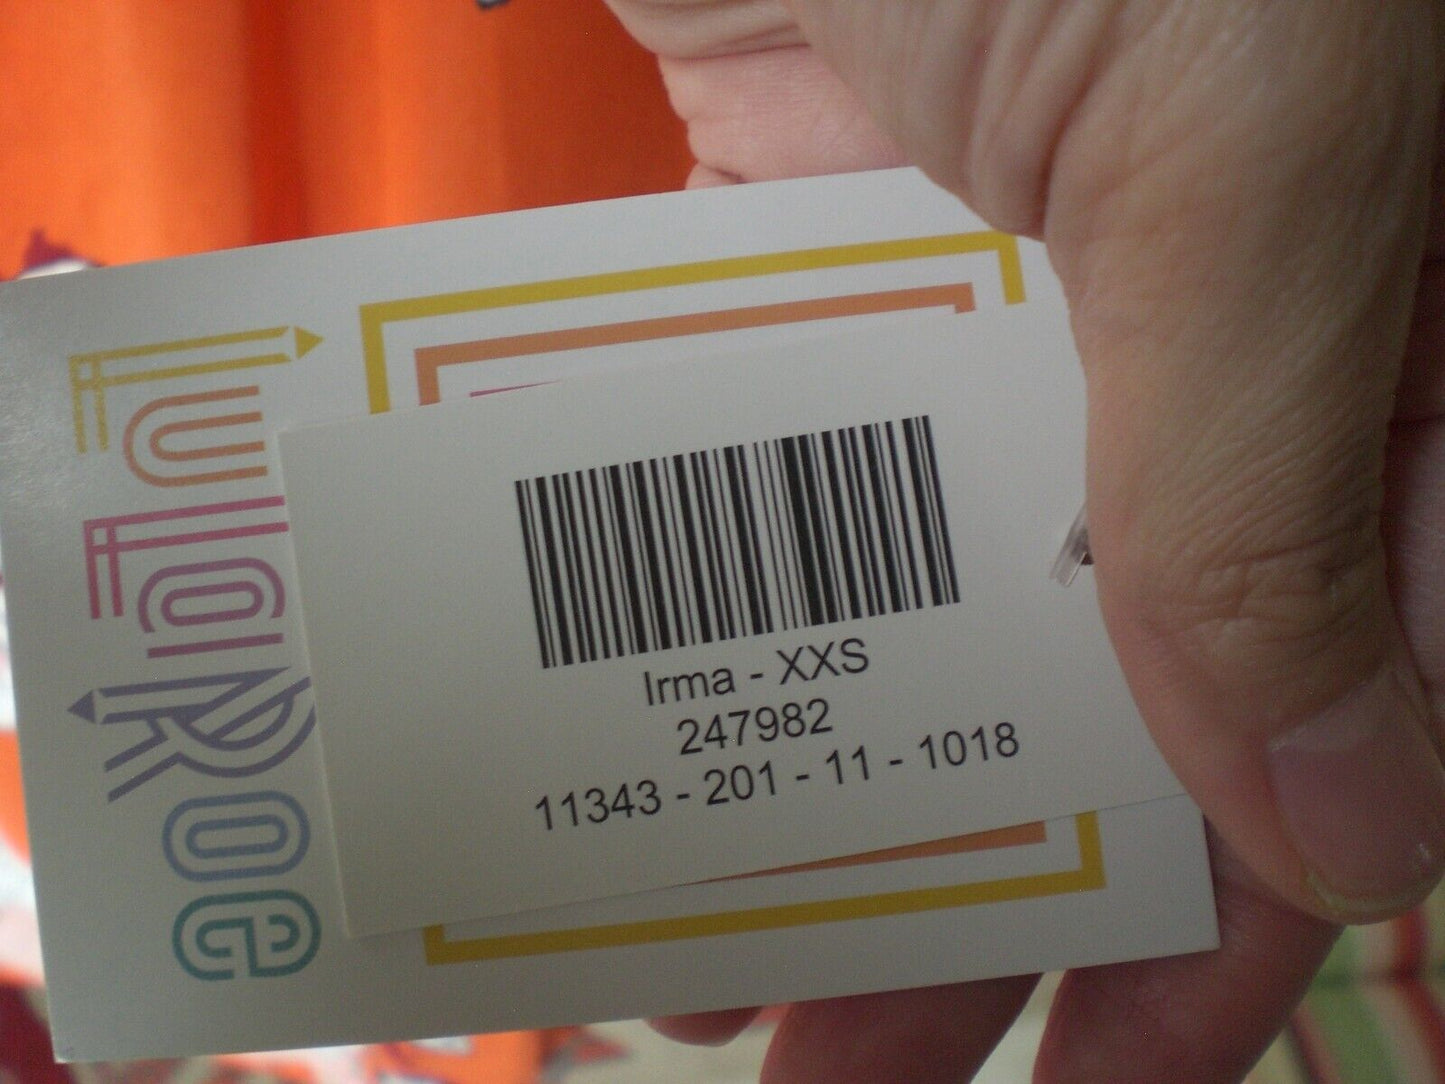 LuLaRoe
Irma - XXS
247982
11343 - 201 - 11 - 1018